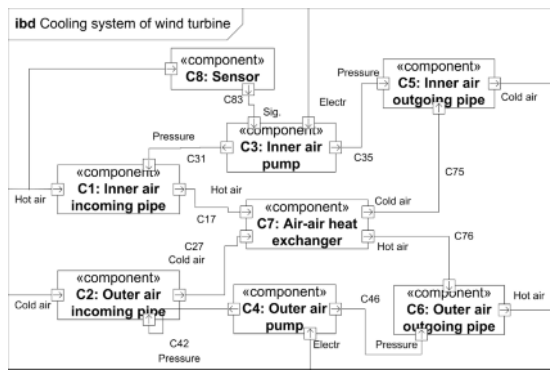 ibd Cooling system of wind turbine
«component»
C8: Sensor
C83
Sig.
Electr
Pressure
«component»
C5: Inner air
outgoing pipe
Cold air
Pressure
C31
«component»
C3: Inner air
pump
C35
C75
«component»
C1: Inner air
incoming pipe
Hot air
Hot air
C17
«component»
C7: Air-air heat
exchanger
Cold air
Hot air
C76
C27
Cold air
«component»
C2: Outer air
incoming pipe
Cold air
C42
Pressure
«component»
C4: Outer air
pump
Electr
C46
Pressure
«component»
C6: Outer air
outgoing pipe
Hot air